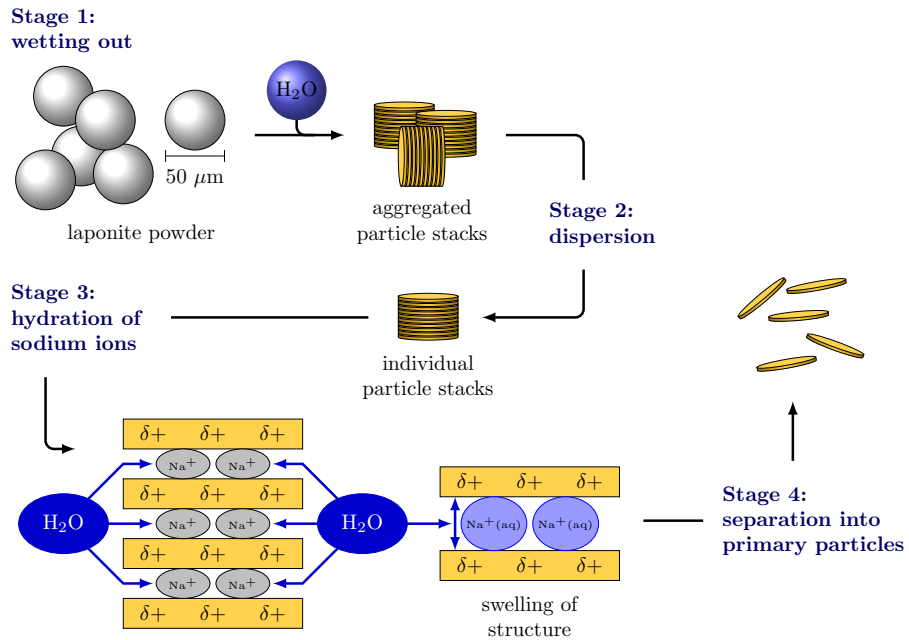 Stage 1:
wetting out
H₂O
50 μm
laponite powder
aggregated
particle stacks
Stage 2:
dispersion
individual
particle stacks
Stage 3:
hydration of
sodium ions
δ+ δ+ δ+
Na⁺ Na⁺
δ+ δ+ δ+
H₂O
Na⁺ Na⁺
H₂O
δ+ δ+ δ+
Na⁺ Na⁺
δ+ δ+ δ+
δ+ δ+ δ+
Na⁺(aq) Na⁺(aq)
δ+ δ+ δ+
swelling of
structure
Stage 4:
separation into
primary particles